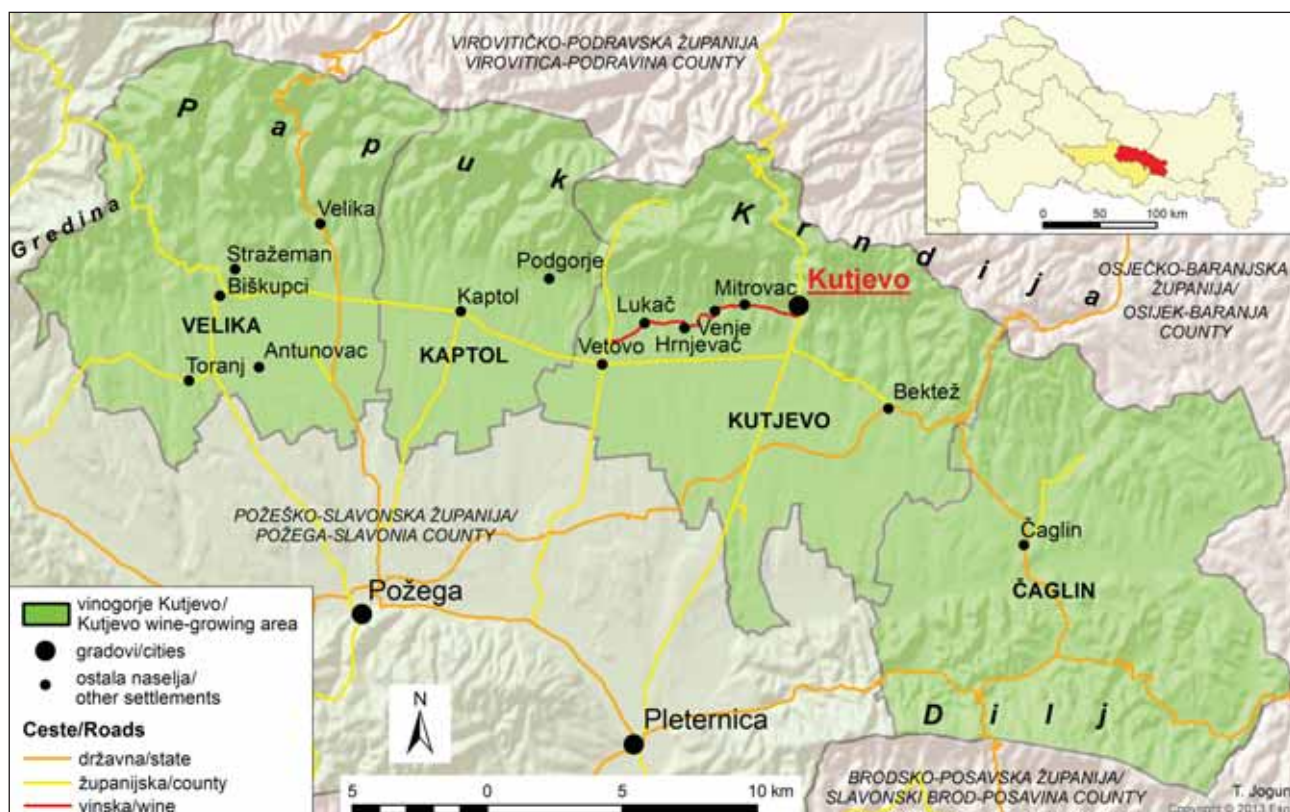 VIROVITIČKO-PODRAVSKA ŽUPANIJA
VIROVITICA-PODRAVINA COUNTY
Papuk
Krndija
Gredina
0 50 100 km
OSJEČKO-BARANJSKA
ŽUPANIJA/
OSIJEK-BARANJA
COUNTY
Velika
Stražeman
Biškupci
VELIKA
Antunovac
Toranj
Podgorje
Kaptol
KAPTOL
Mitrovac
Kutjevo
Lukač
Venje
Hrnjevac
Vetovo
KUTJEVO
Bektež
Čaglin
ČAGLIN
POŽEŠKO-SLAVONSKA ŽUPANIJA/
POŽEGA-SLAVONIA COUNTY
Požega
Pleternica
Dilj
BRODSKO-POSAVSKA ŽUPANIJA/
SLAVONSKI BROD-POSAVINA COUNTY
vinogorje Kutjevo/
Kutjevo wine-growing area
gradovi/cities
ostala naselja/
other settlements
Ceste/Roads
državna/state
županijska/county
vinska/wine
N
5 0 5 10 km
T. Jogun